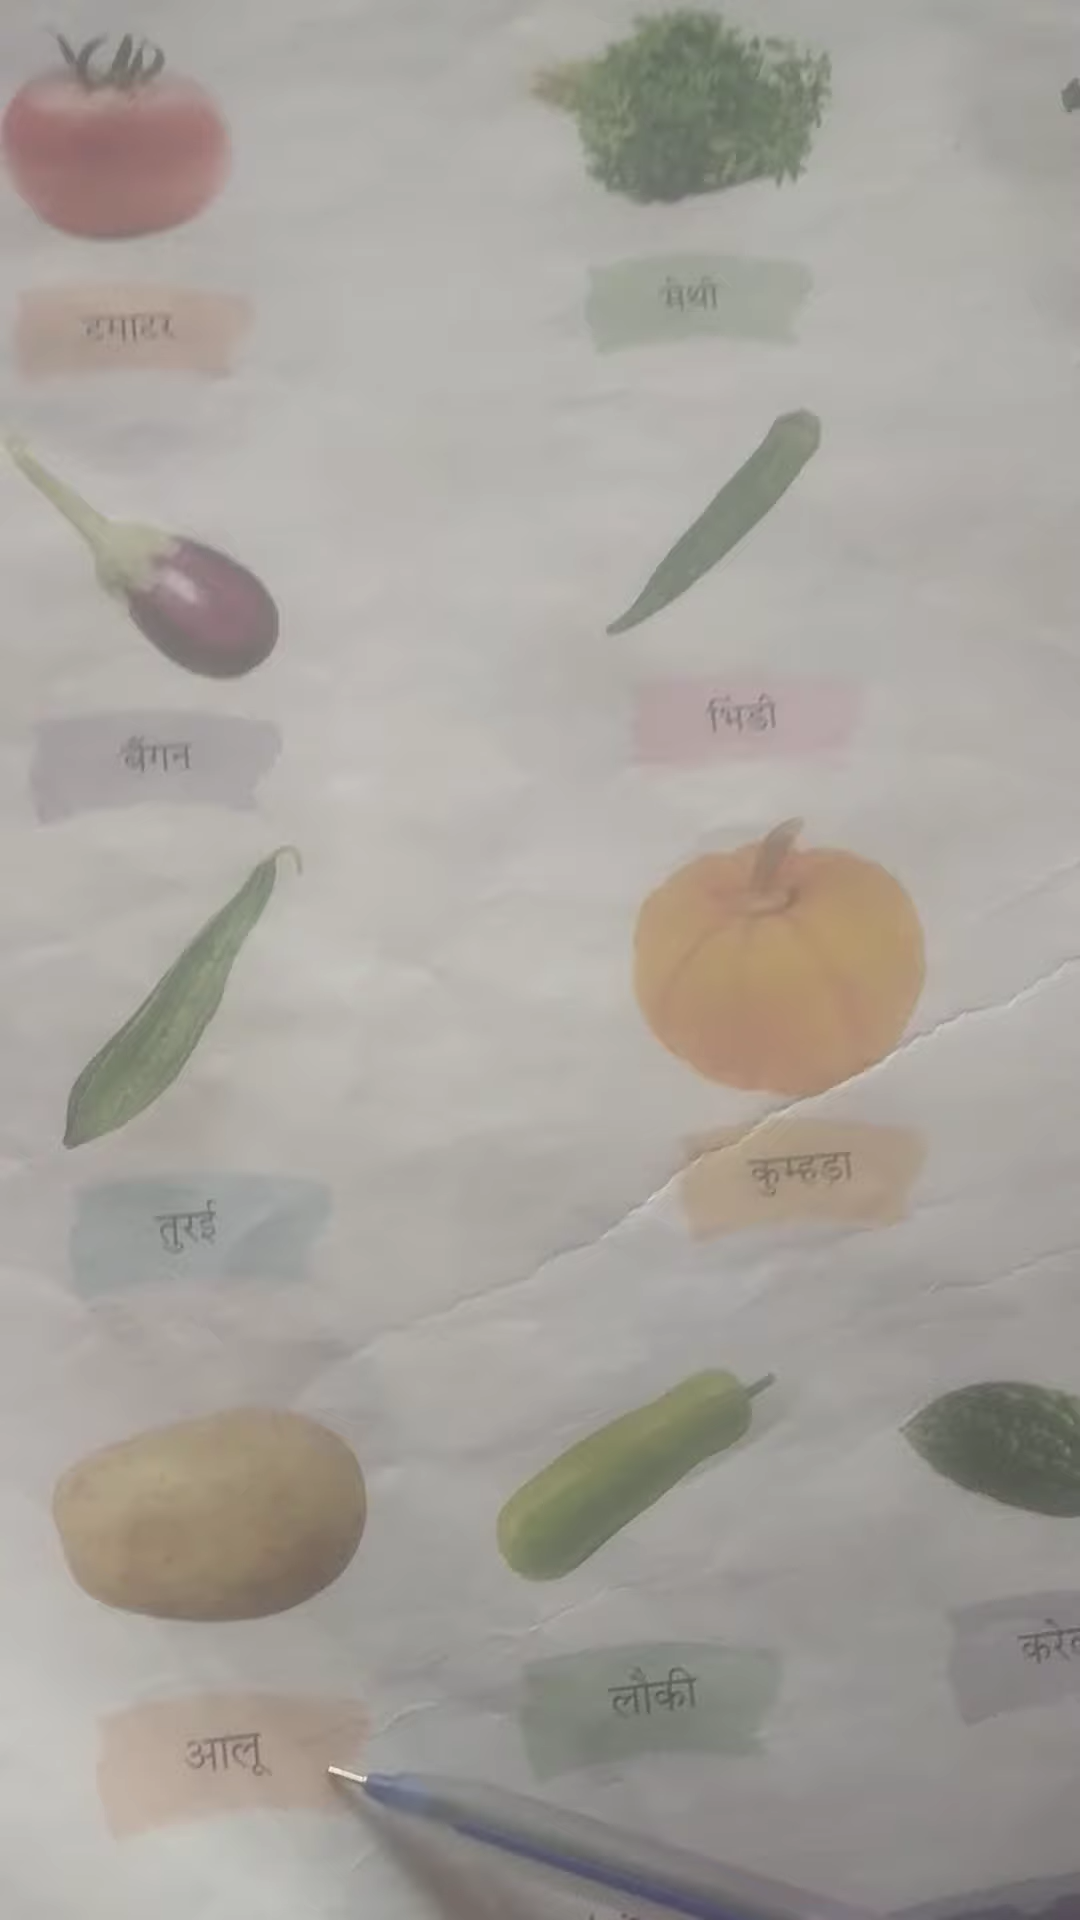 टमाटर
मेथी
बैंगन
भिंडी
तुरई
कुम्हड़ा
आलू
लौकी